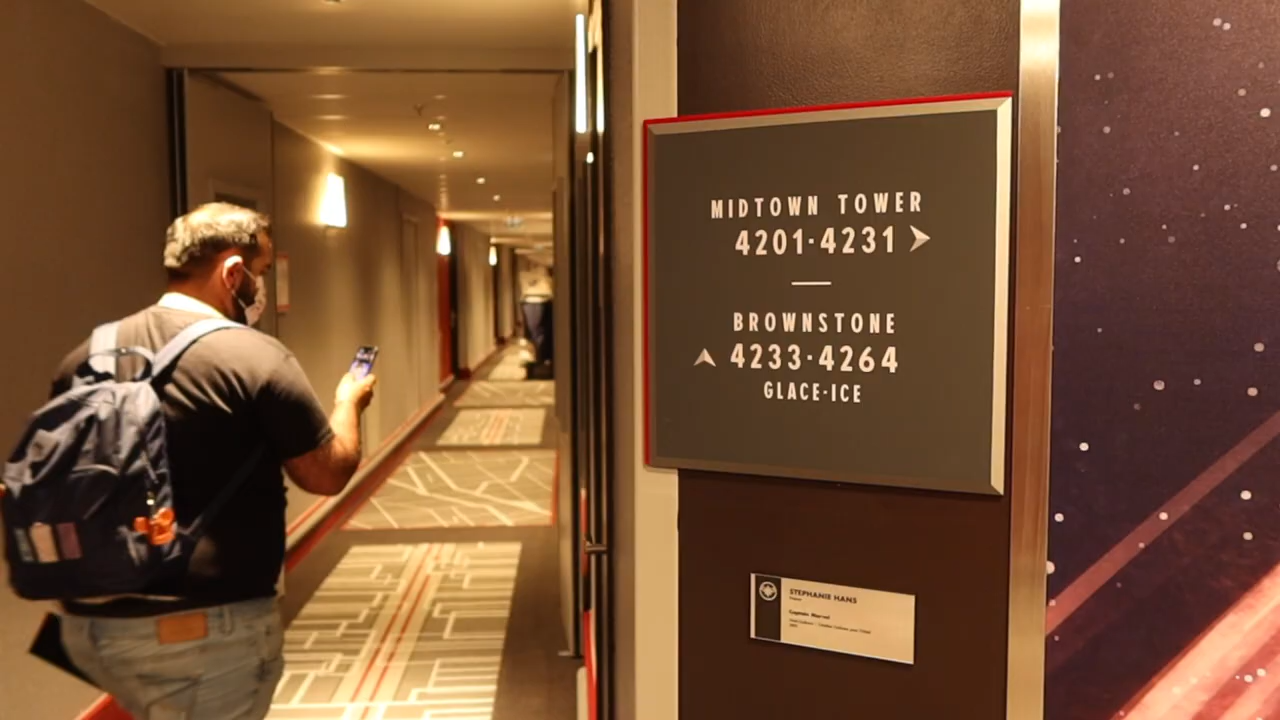 MIDTOWN TOWER
4201·4231
BROWNSTONE
4233·4264
GLACE·ICE
STEPHANIE HANS
Captain Marvel